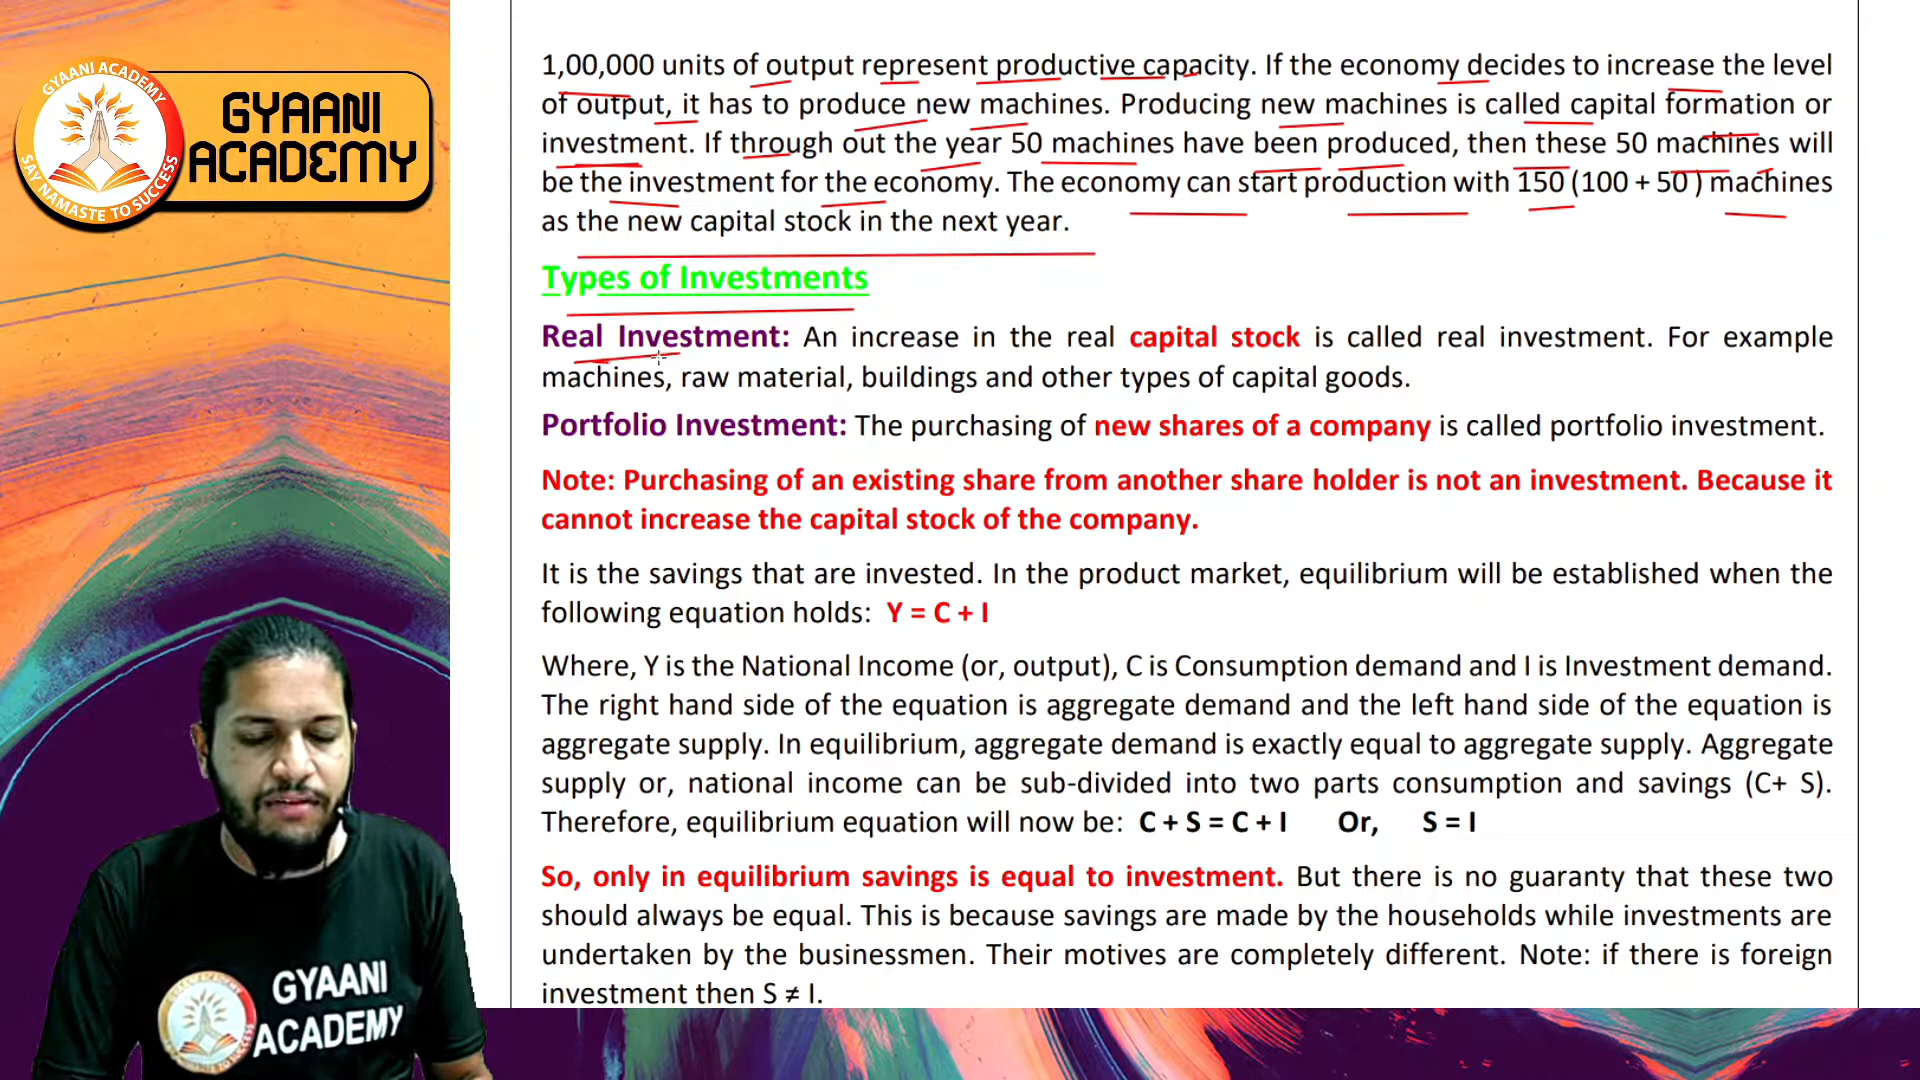 GYAANI ACADEMY
SAY NAMASTE TO SUCCESS
GYAANI
ACADEMY
1,00,000 units of output represent productive capacity. If the economy decides to increase the level
of output, it has to produce new machines. Producing new machines is called capital formation or
investment. If through out the year 50 machines have been produced, then these 50 machines will
be the investment for the economy. The economy can start production with 150 (100 + 50 ) machines
as the new capital stock in the next year.
Types of Investments
Real Investment: An increase in the real capital stock is called real investment. For example
machines, raw material, buildings and other types of capital goods.
Portfolio Investment: The purchasing of new shares of a company is called portfolio investment.
Note: Purchasing of an existing share from another share holder is not an investment. Because it
cannot increase the capital stock of the company.
It is the savings that are invested. In the product market, equilibrium will be established when the
following equation holds: Y = C + I
Where, Y is the National Income (or, output), C is Consumption demand and I is Investment demand.
The right hand side of the equation is aggregate demand and the left hand side of the equation is
aggregate supply. In equilibrium, aggregate demand is exactly equal to aggregate supply. Aggregate
supply or, national income can be sub-divided into two parts consumption and savings (C+ S).
Therefore, equilibrium equation will now be: C + S = C + I Or, S = I
So, only in equilibrium savings is equal to investment. But there is no guaranty that these two
should always be equal. This is because savings are made by the households while investments are
undertaken by the businessmen. Their motives are completely different. Note: if there is foreign
investment then S ≠ I.
GYAANI
ACADEMY